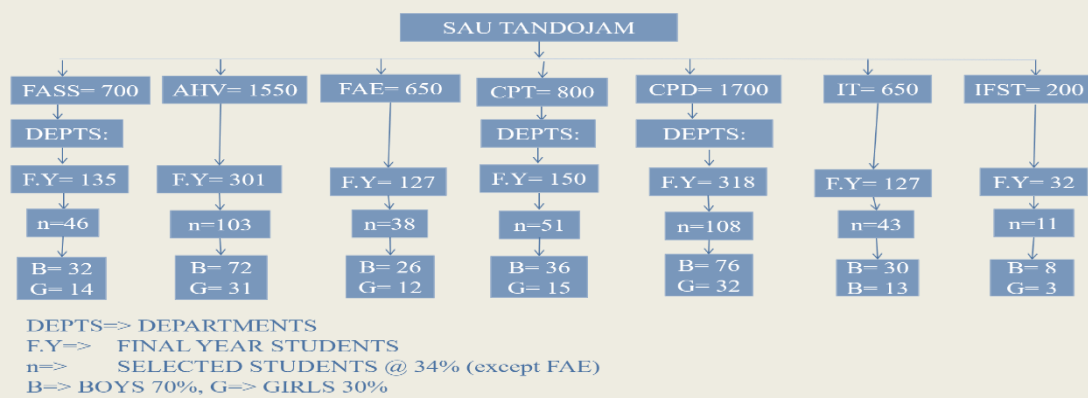 SAU TANDOJAM
FASS= 700
AHV= 1550
FAE= 650
CPT= 800
CPD= 1700
IT= 650
IFST= 200
DEPTS:
DEPTS:
DEPTS:
F.Y= 135
F.Y= 301
F.Y= 127
F.Y= 150
F.Y= 318
F.Y= 127
F.Y= 32
n=46
n=103
n=38
n=51
n=108
n=43
n=11
B= 32
G= 14
B= 72
G= 31
B= 26
G= 12
B= 36
G= 15
B= 76
G= 32
B= 30
B= 13
B= 8
G= 3
DEPTS=> DEPARTMENTS
F.Y=> FINAL YEAR STUDENTS
n=> SELECTED STUDENTS @ 34% (except FAE)
B=> BOYS 70%, G=> GIRLS 30%